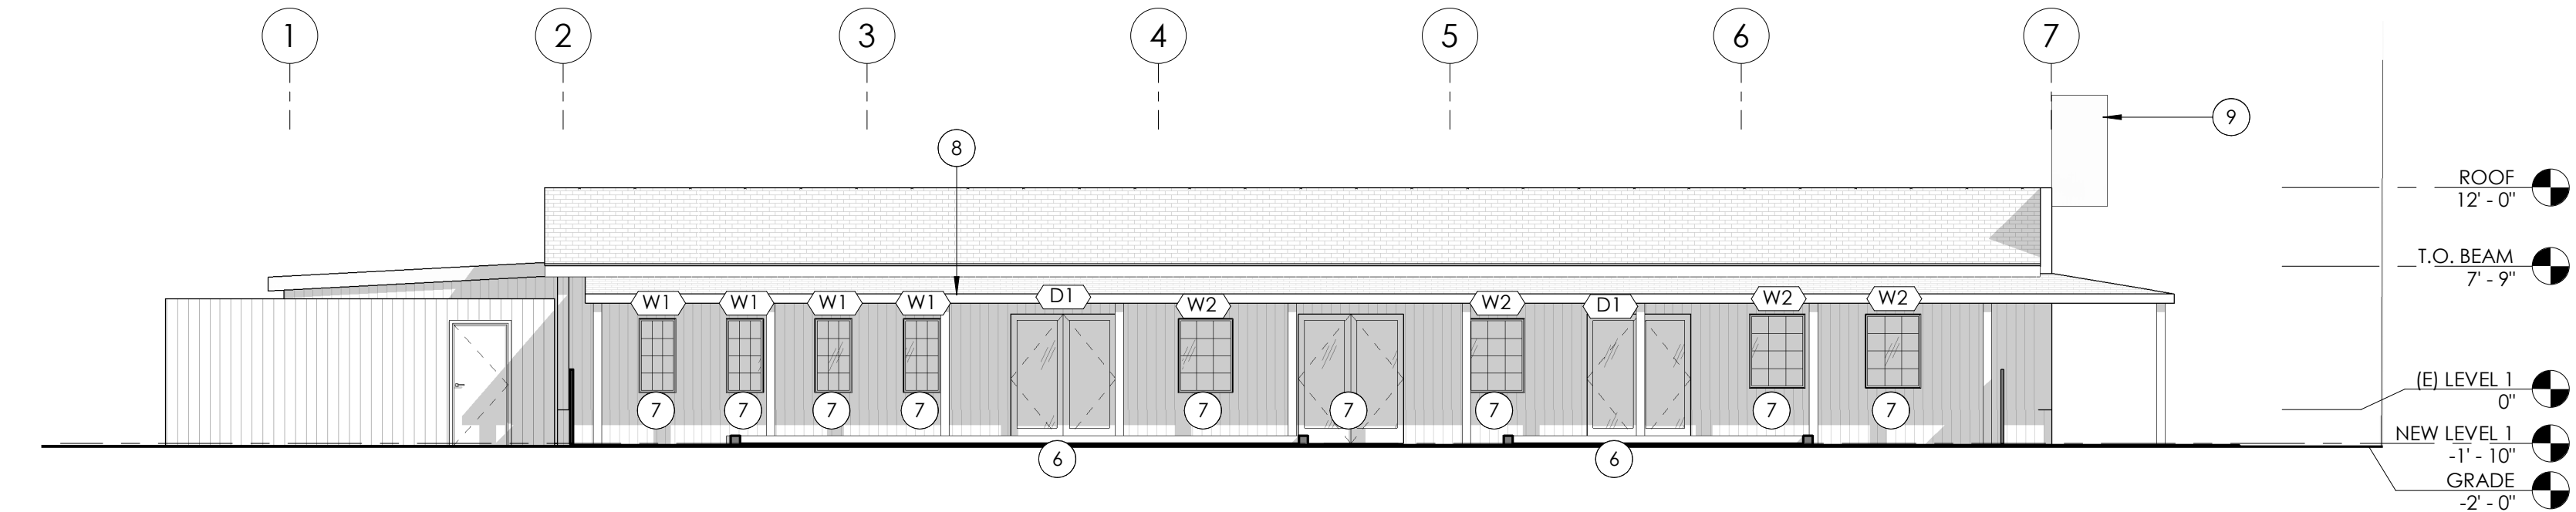 1 2 3 4 5 6 7
9
8
ROOF
12' - 0"
T.O. BEAM
7' - 9"
W1 W1 W1 W1 D1 W2 W2 D1 W2 W2
(E) LEVEL 1
0"
7 7 7 7 7 7 7 7 7
NEW LEVEL 1
-1' - 10"
6 6
GRADE
-2' - 0"